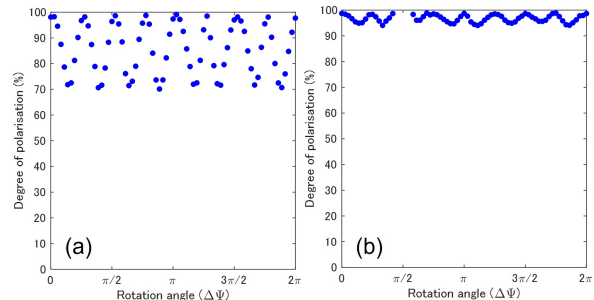 Degree of polarisation (%)
100
90
80
70
60
50
40
30
20
10
0
(a)
0 π/2 π 3π/2 2π
Rotation angle (ΔΨ)
Degree of polarisation (%)
100
90
80
70
60
50
40
30
20
10
0
(b)
0 π/2 π 3π/2 2π
Rotation angle (ΔΨ)